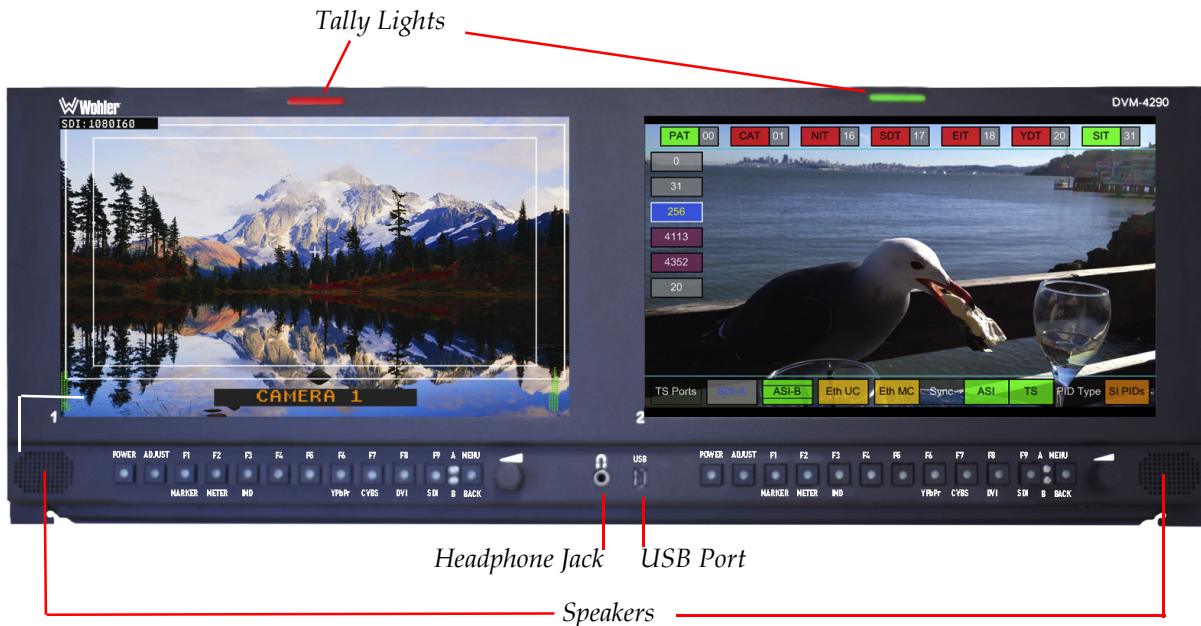 Tally Lights
Wohler
DVM-4290
SDI:1080I60
PAT 00 CAT 01 NIT 16 SDT 17 EIT 18 YDT 20 SIT 31
0
31
256
4113
4352
20
CAMERA 1
TS Ports SDI-A ASI-B Eth UC Eth MC Sync ASI TS PID Type SI PIDs
1
2
POWER ADJUST F1 F2 F3 F4 F5 F6 F7 F8 F9 A MENU
MARKER METER IND YPbPr CVBS DVI SDI B BACK
USB
POWER ADJUST F1 F2 F3 F4 F5 F6 F7 F8 F9 A MENU
MARKER METER IND YPbPr CVBS DVI SDI B BACK
Headphone Jack
USB Port
Speakers